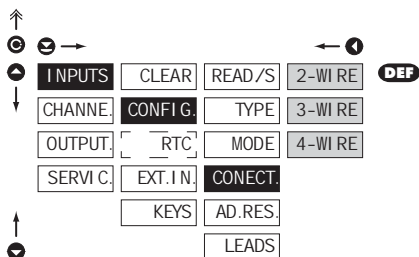 INPUTS CLEAR READ/S 2-WIRE DEF
CHANNE. CONFIG. TYPE 3-WIRE
OUTPUT. RTC MODE 4-WIRE
SERVIC. EXT.IN. CONECT.
KEYS AD.RES.
LEADS